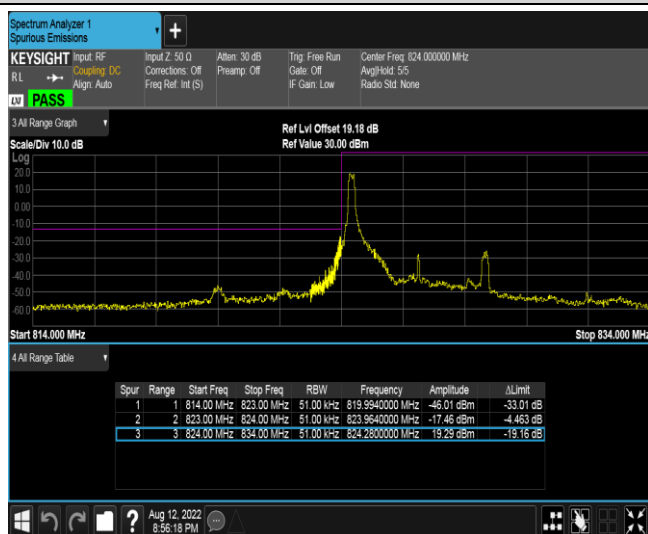 Spectrum Analyzer 1
Spurious Emissions
+
KEYSIGHT Input: RF Input Z: 50 Ω Atten: 30 dB Trig: Free Run Center Freq: 824.000000 MHz
RL Coupling: DC Corrections: Off Preamp: Off Gate: Off Avg|Hold: 5/5
Align: Auto Freq Ref: Int (S) IF Gain: Low Radio Std: None
LXI PASS
3 All Range Graph
Ref Lvl Offset 19.18 dB
Scale/Div 10.0 dB Ref Value 30.00 dBm
Log
20.0
10.0
0.00
-10.0
-20.0
-30.0
-40.0
-50.0
-60.0
Start 814.000 MHz Stop 834.000 MHz
4 All Range Table
Spur Range Start Freq Stop Freq RBW Frequency Amplitude ΔLimit
1 1 814.00 MHz 823.00 MHz 51.00 kHz 819.9940000 MHz -46.01 dBm -33.01 dB
2 2 823.00 MHz 824.00 MHz 51.00 kHz 823.9640000 MHz -17.46 dBm -4.463 dB
3 3 824.00 MHz 834.00 MHz 51.00 kHz 824.2800000 MHz 19.29 dBm -19.16 dB
? Aug 12, 2022
8:56:18 PM